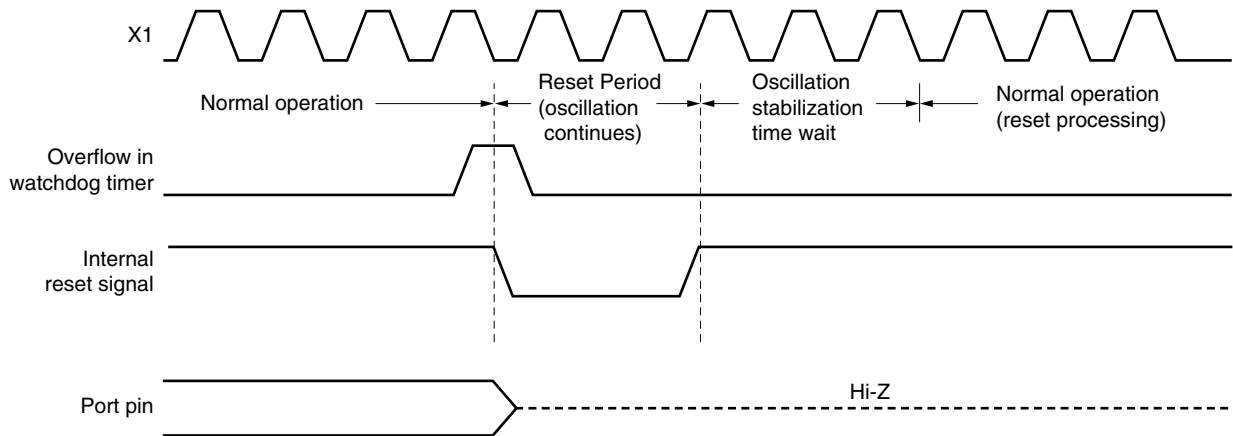 X1
Normal operation
Reset Period
(oscillation
continues)
Oscillation
stabilization
time wait
Normal operation
(reset processing)
Overflow in
watchdog timer
Internal
reset signal
Port pin
Hi-Z